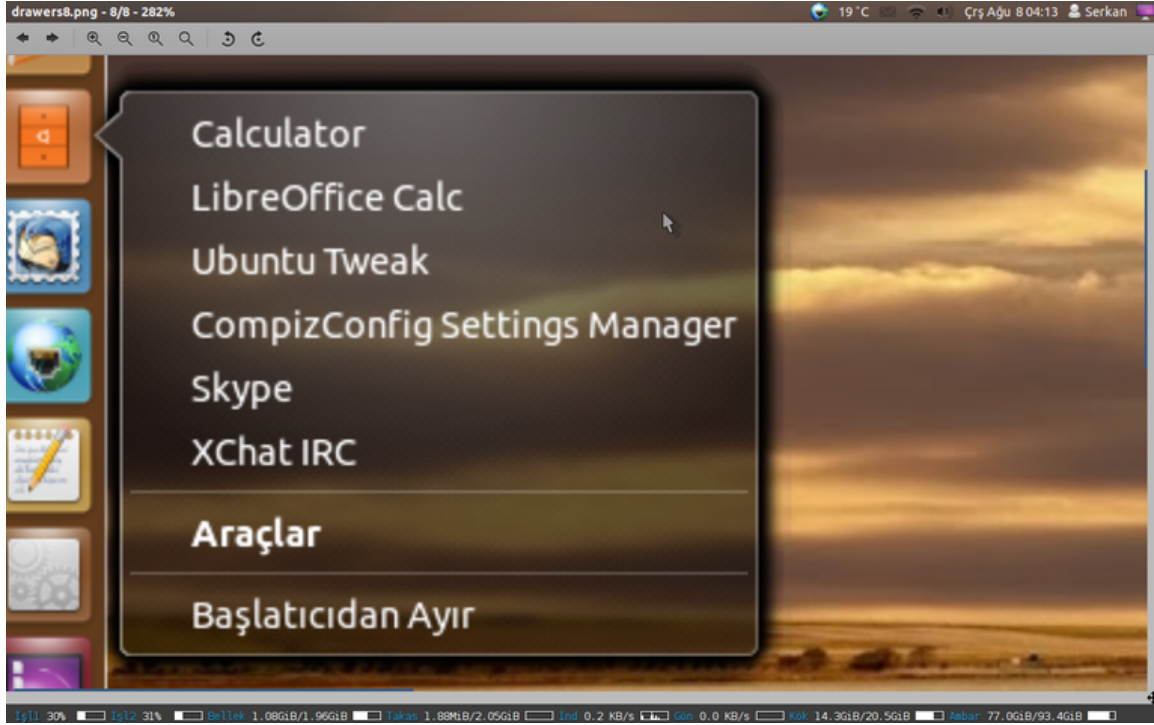 drawers8.png - 8/8 - 282%
19 °C Çrş Ağu 8 04:13 Serkan
Calculator
LibreOffice Calc
Ubuntu Tweak
CompizConfig Settings Manager
Skype
XChat IRC
Araçlar
Başlatıcıdan Ayır
İşl1 30% İşl2 31% Bellek 1.08GiB/1.96GiB Takas 1.88MiB/2.05GiB İnd 0.2 KB/s Gön 0.0 KB/s Kök 14.3GiB/20.5GiB Ambar 77.0GiB/93.4GiB